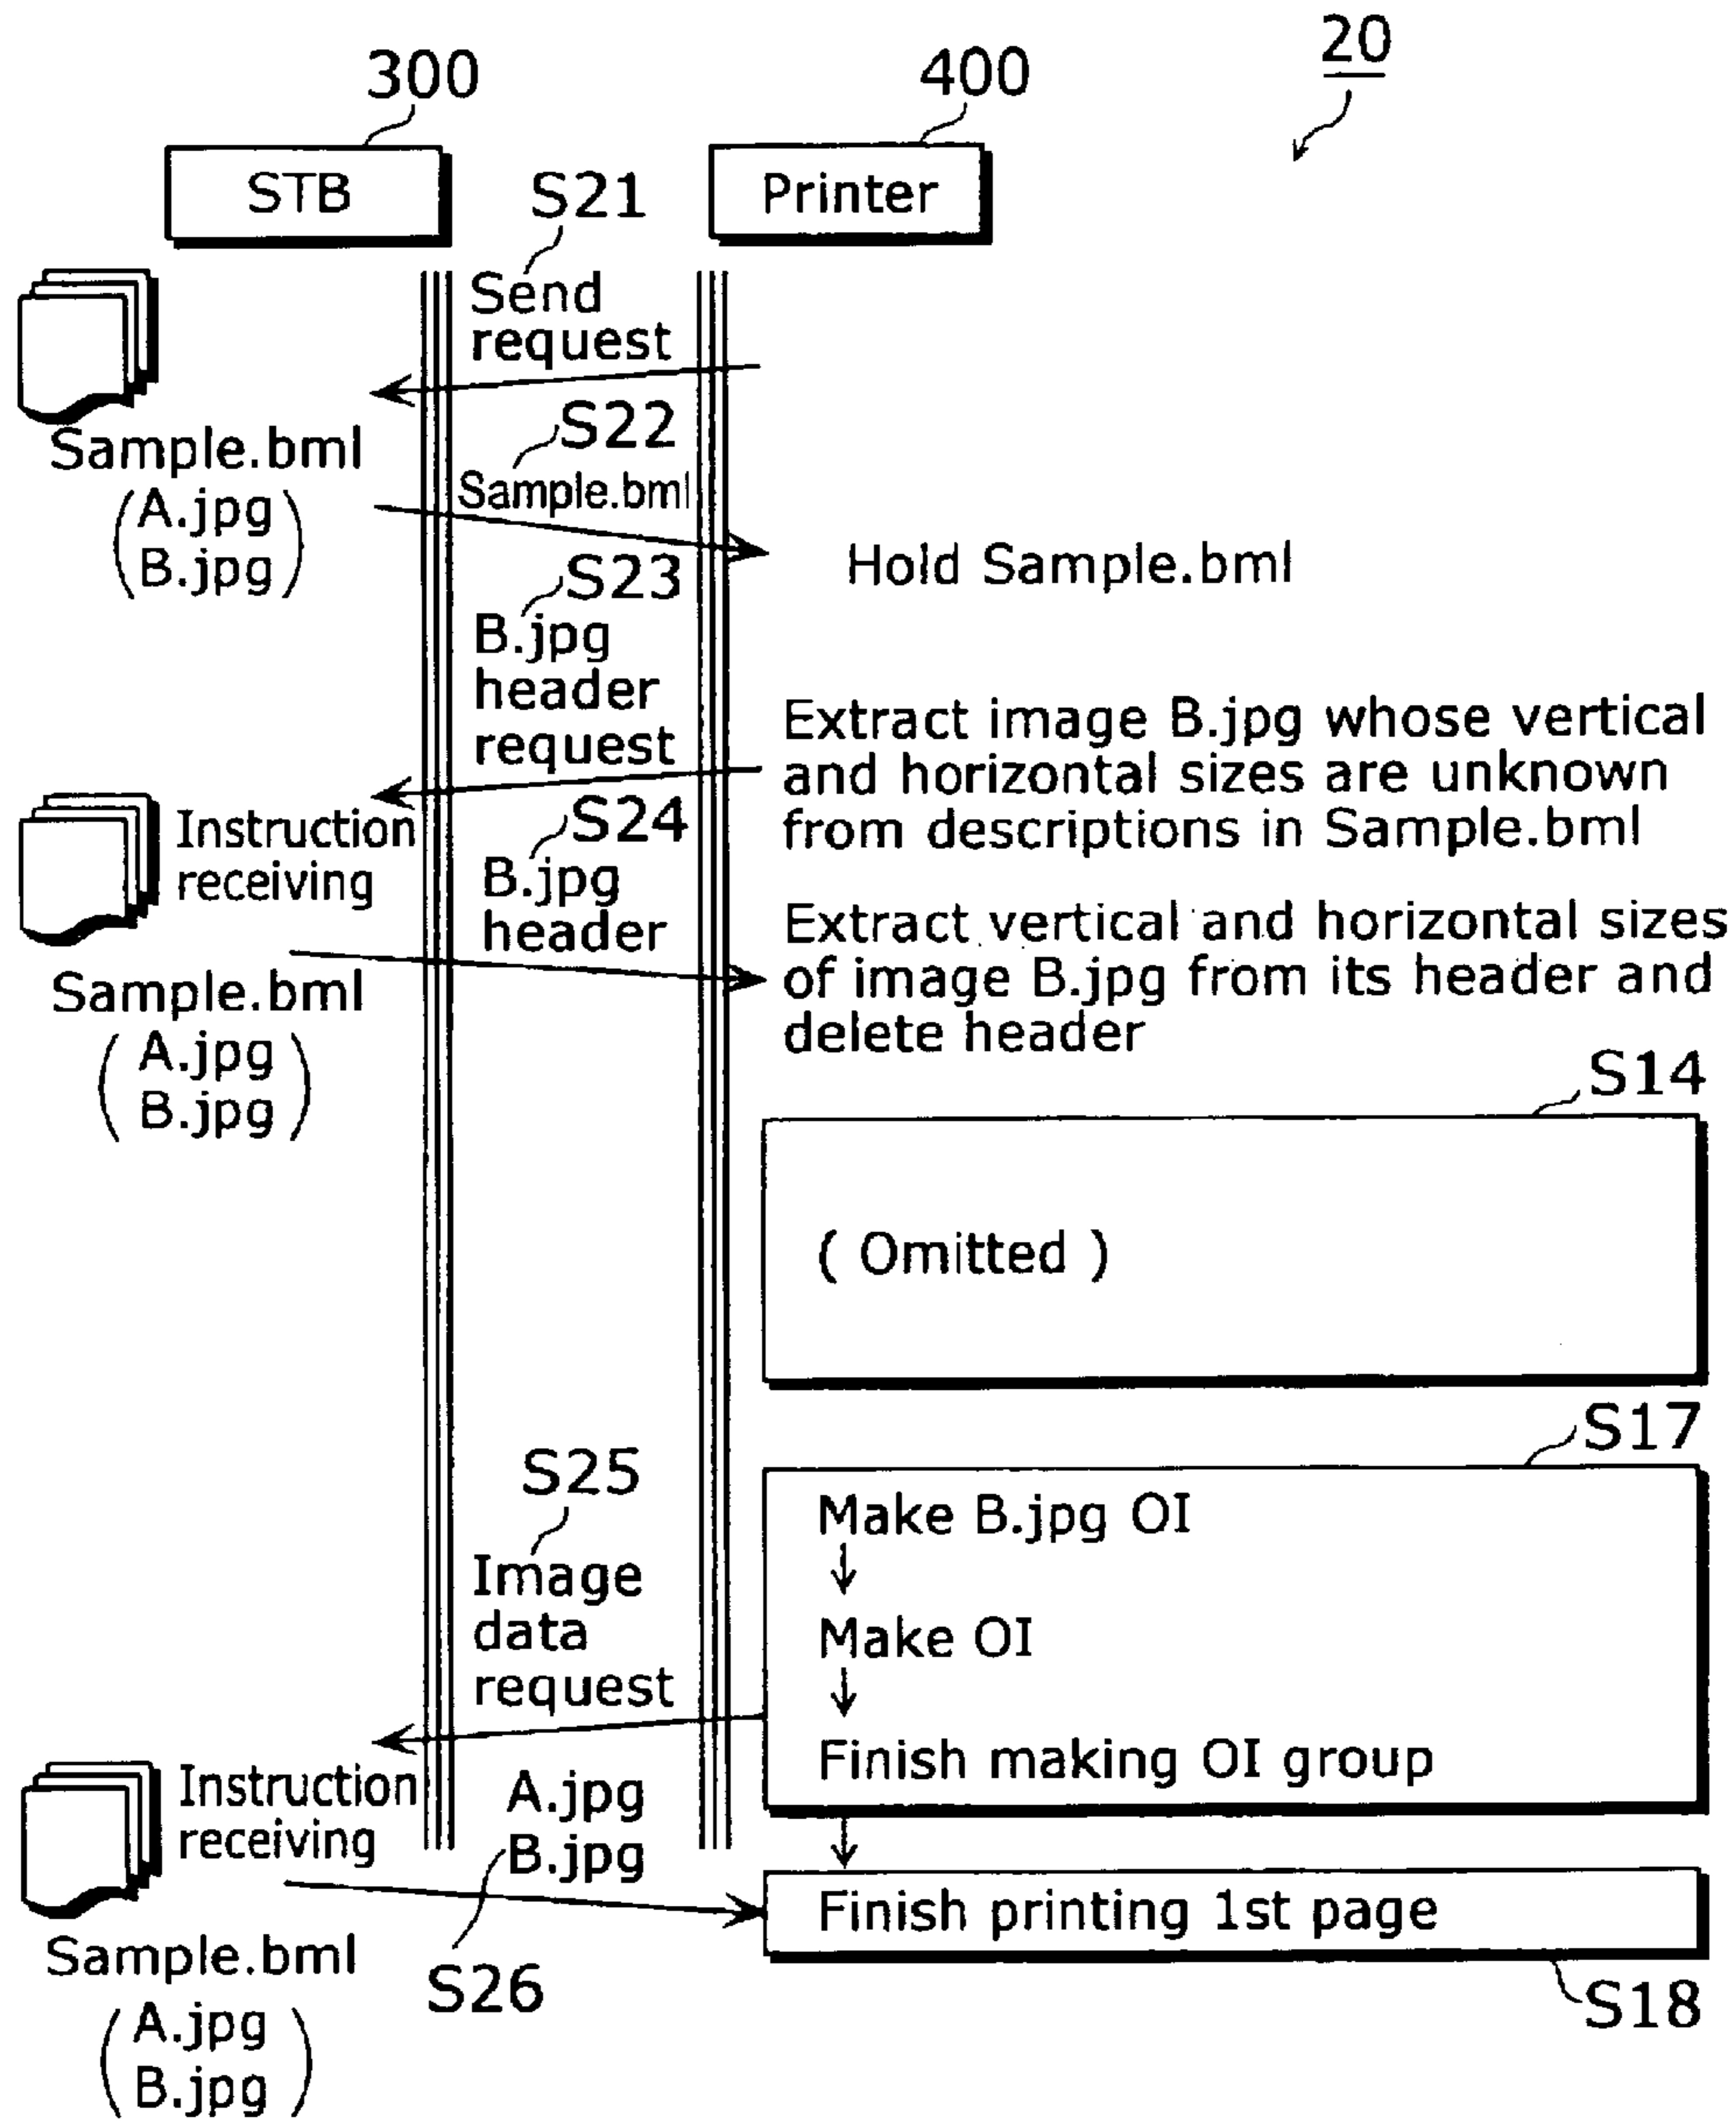 20
300
400
STB
Printer
S21
Send
request
Sample.bml
(A.jpg
B.jpg)
S22
Sample.bml
Hold Sample.bml
S23
B.jpg
header
request
Extract image B.jpg whose vertical
and horizontal sizes are unknown
from descriptions in Sample.bml
Instruction
receiving
S24
B.jpg
header
Extract vertical and horizontal sizes
of image B.jpg from its header and
delete header
Sample.bml
(A.jpg
B.jpg)
S14
( Omitted )
S17
Make B.jpg OI
Make OI
Finish making OI group
S25
Image
data
request
Instruction
receiving
A.jpg
B.jpg
S26
Finish printing 1st page
S18
Sample.bml
(A.jpg
B.jpg)